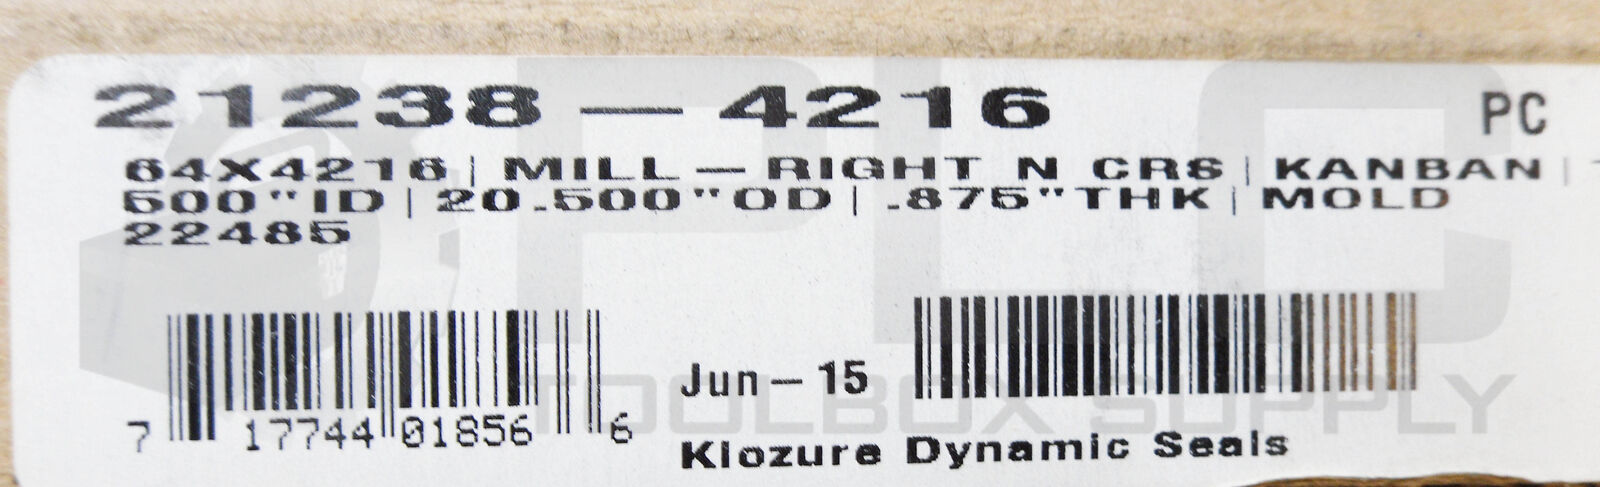 21238-4216 PC
64X4216| MILL-RIGHT N CRS| KANBAN|
500"ID| 20.500"OD| .875"THK| MOLD
22485
7 17744 01856 6
Jun-15
Klozure Dynamic Seals
PLC
TOOLBOX SUPPLY